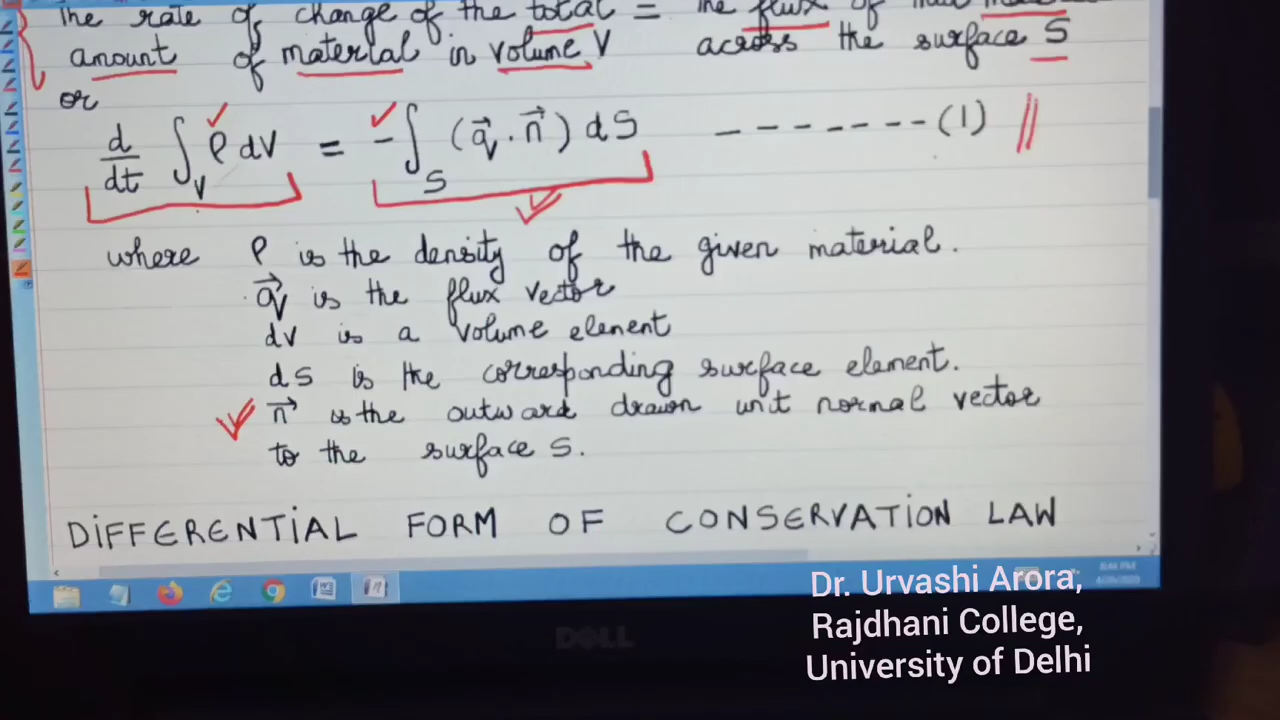 the rate of change of the total = the flux of that
amount of material in volume V across the surface S
or
d/dt ∫_V ρ dV = - ∫_S (q⃗ . n⃗) dS -------(1)
where ρ is the density of the given material.
q⃗ is the flux vector
dv is a volume element
dS is the corresponding surface element.
n⃗ is the outward drawn unit normal vector
to the surface S.
DIFFERENTIAL FORM OF CONSERVATION LAW
DELL
Dr. Urvashi Arora,
Rajdhani College,
University of Delhi